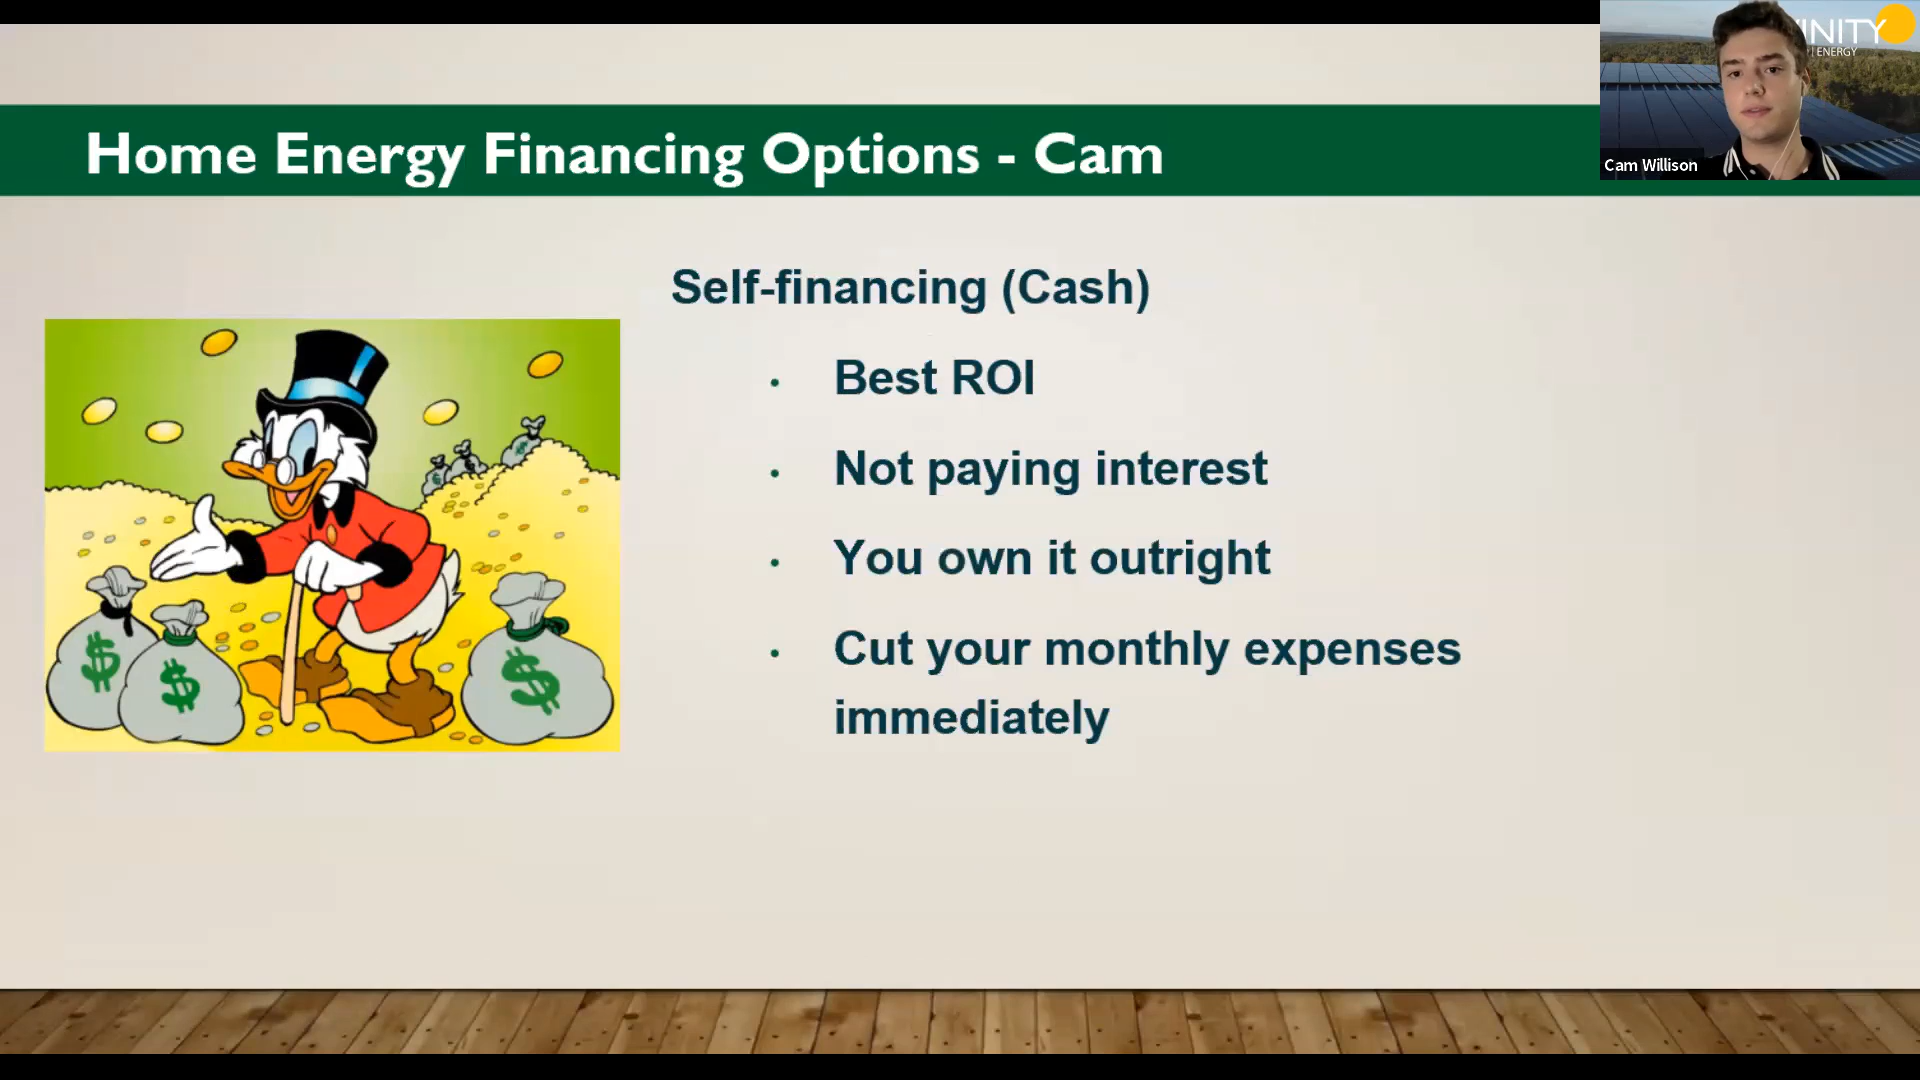 INITY
ENERGY
Cam Willison
Home Energy Financing Options - Cam
Self-financing (Cash)
• Best ROI
• Not paying interest
• You own it outright
• Cut your monthly expenses
immediately
$
$
$